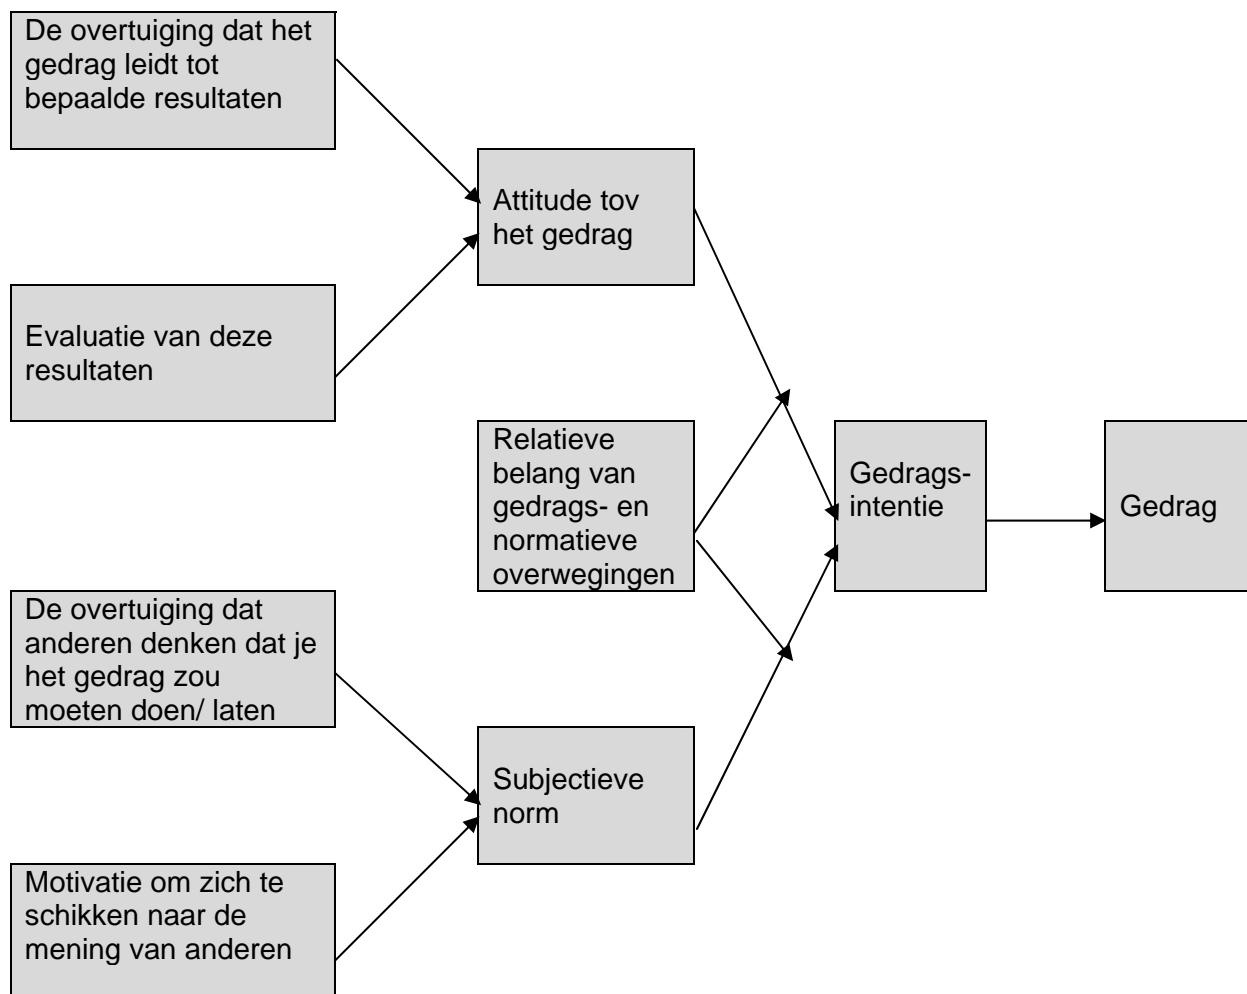 De overtuiging dat het
gedrag leidt tot
bepaalde resultaten
Attitude tov
het gedrag
Evaluatie van deze
resultaten
Relatieve
belang van
gedrags- en
normatieve
overwegingen
Gedrags-
intentie
Gedrag
De overtuiging dat
anderen denken dat je
het gedrag zou
moeten doen/ laten
Subjectieve
norm
Motivatie om zich te
schikken naar de
mening van anderen